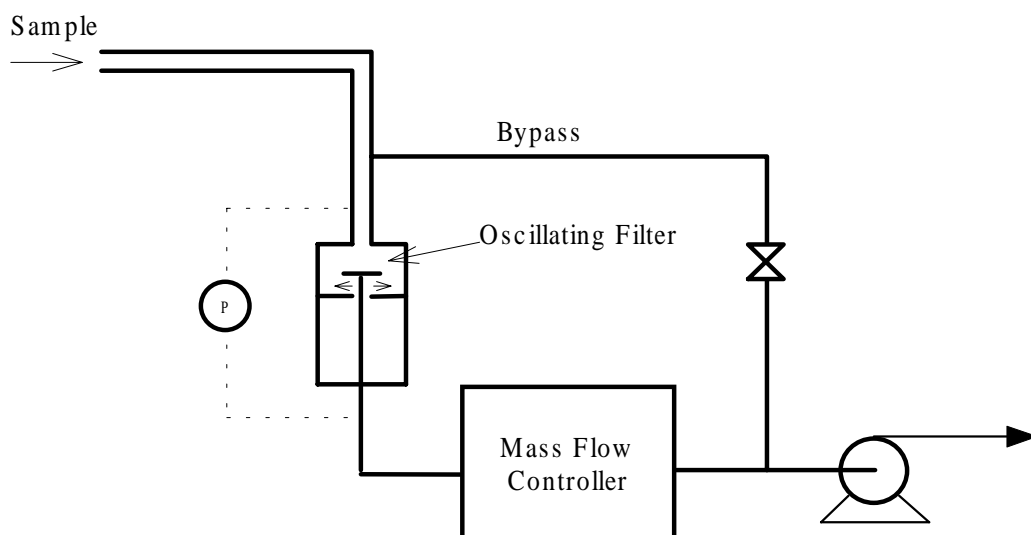 Sample
Bypass
Oscillating Filter
P
Mass Flow
Controller